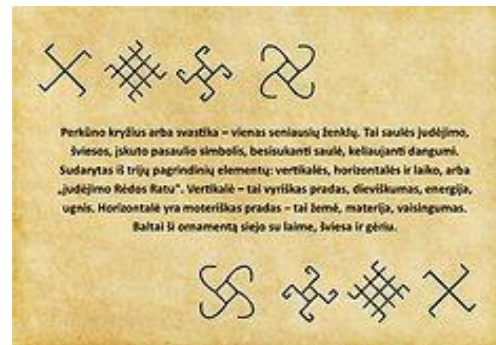 Perkūno kryžius arba svastika – vienas seniausių ženklų. Tai saulės judėjimo,
šviesos, įskuto pasaulio simbolis, besisukanti saulė, keliaujanti dangumi.
Sudarytas iš trijų pagrindinių elementų: vertikalės, horizontalės ir laiko, arba
„judėjimo Rėdos Ratu“. Vertikalė – tai vyriškas pradas, dieviškumas, energija,
ugnis. Horizontalė yra moteriškas pradas – tai žemė, materija, vaisingumas.
Baltai šį ornamentą siejo su laime, šviesa ir gėriu.